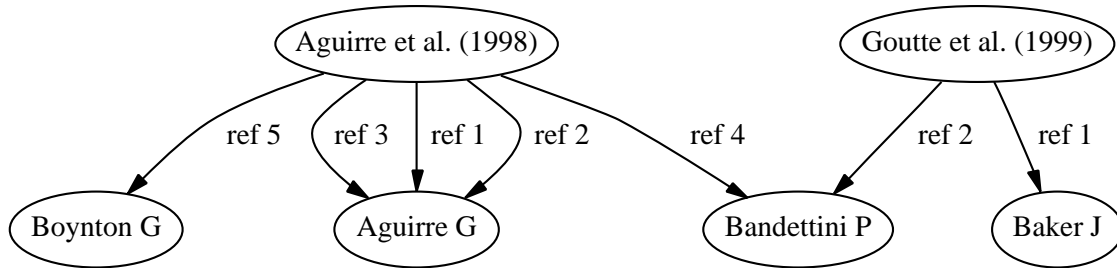 Aguirre et al. (1998)
Goutte et al. (1999)
ref 5
ref 3
ref 1
ref 2
ref 4
ref 2
ref 1
Boynton G
Aguirre G
Bandettini P
Baker J